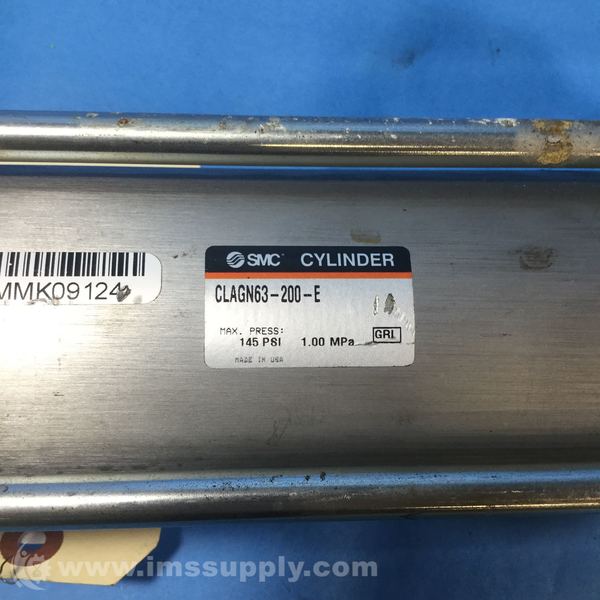 SMC CYLINDER
MMK09124
CLAGN63-200-E
MAX. PRESS:
145 PSI 1.00 MPa GRL
MADE IN USA
www.imssupply.com